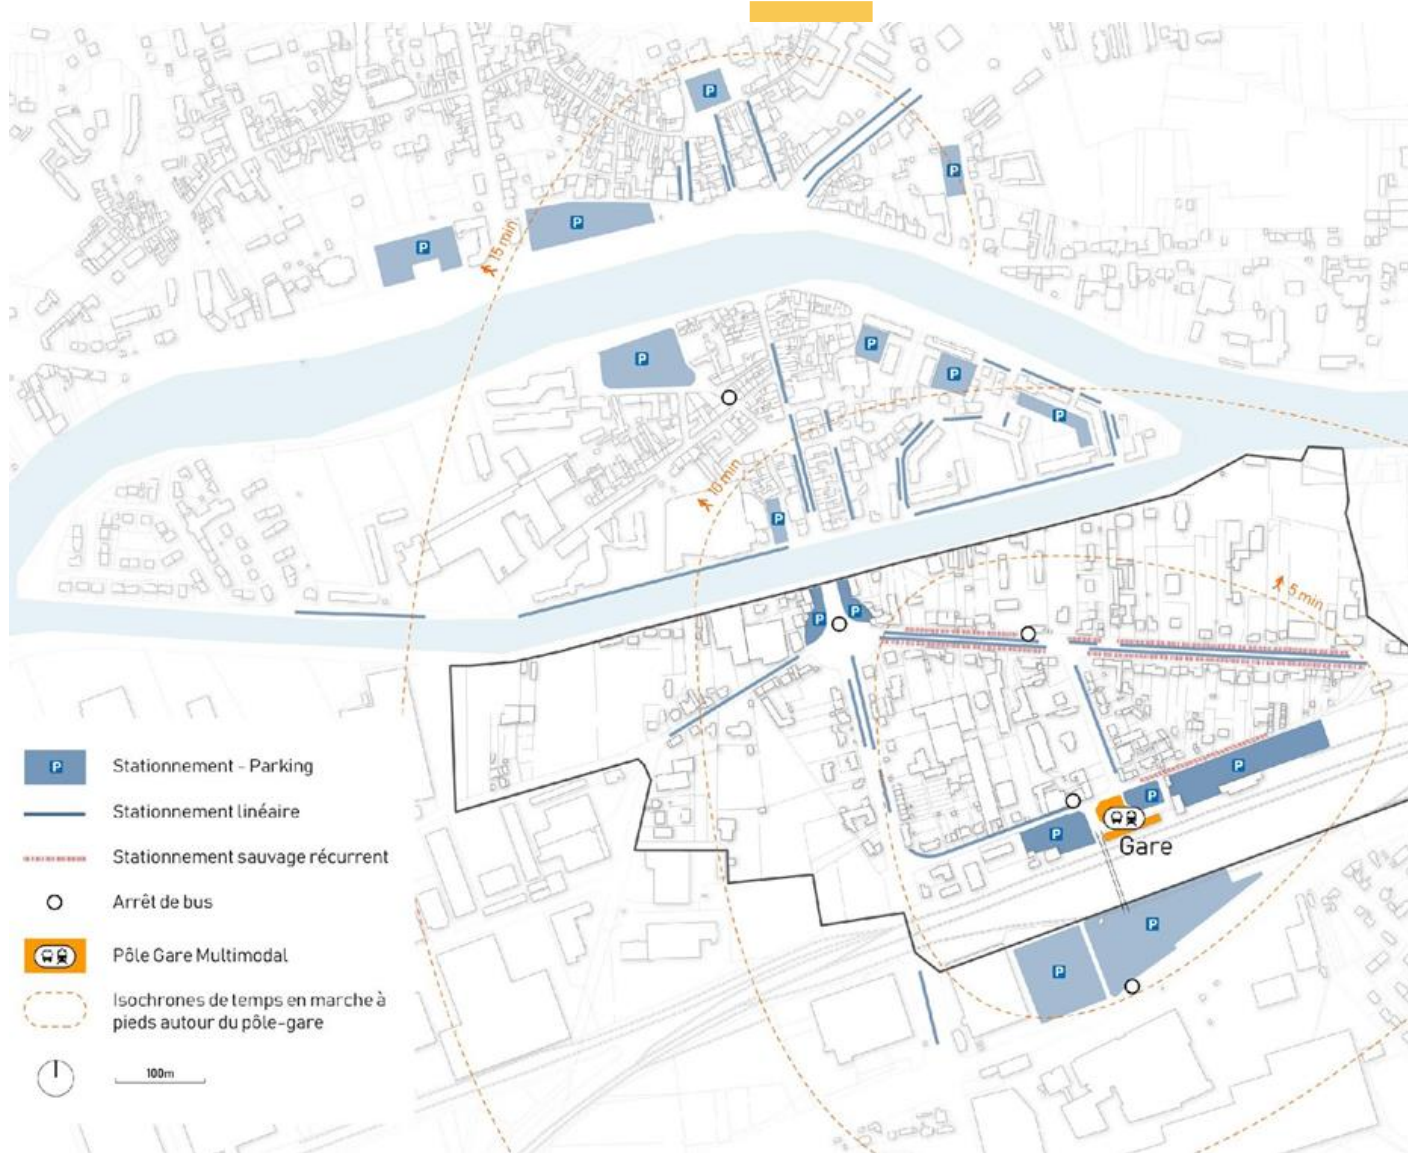 P
P
P
P
15 min
P
P
P
P
P
10 min
P
5 min
P
P
P
Stationnement - Parking
P
Stationnement linéaire
P
P
Gare
Stationnement sauvage récurrent
Arrêt de bus
P
Pôle Gare Multimodal
P
Isochrones de temps en marche à
pieds autour du pôle-gare
100m